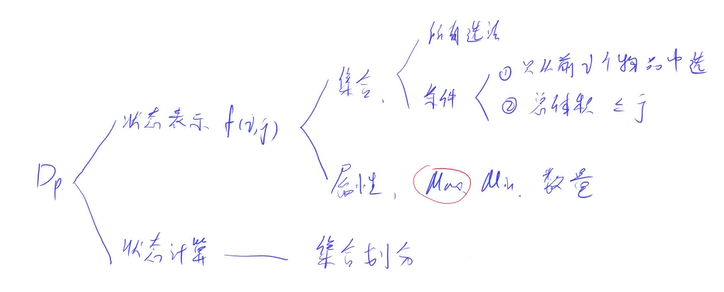 所有选法
① 只从前i个物品中选
集合
条件
② 总体积 ≤ j
状态表示 f(i,j)
属性, Max, Min, 数量
Dp
状态计算 —— 集合划分